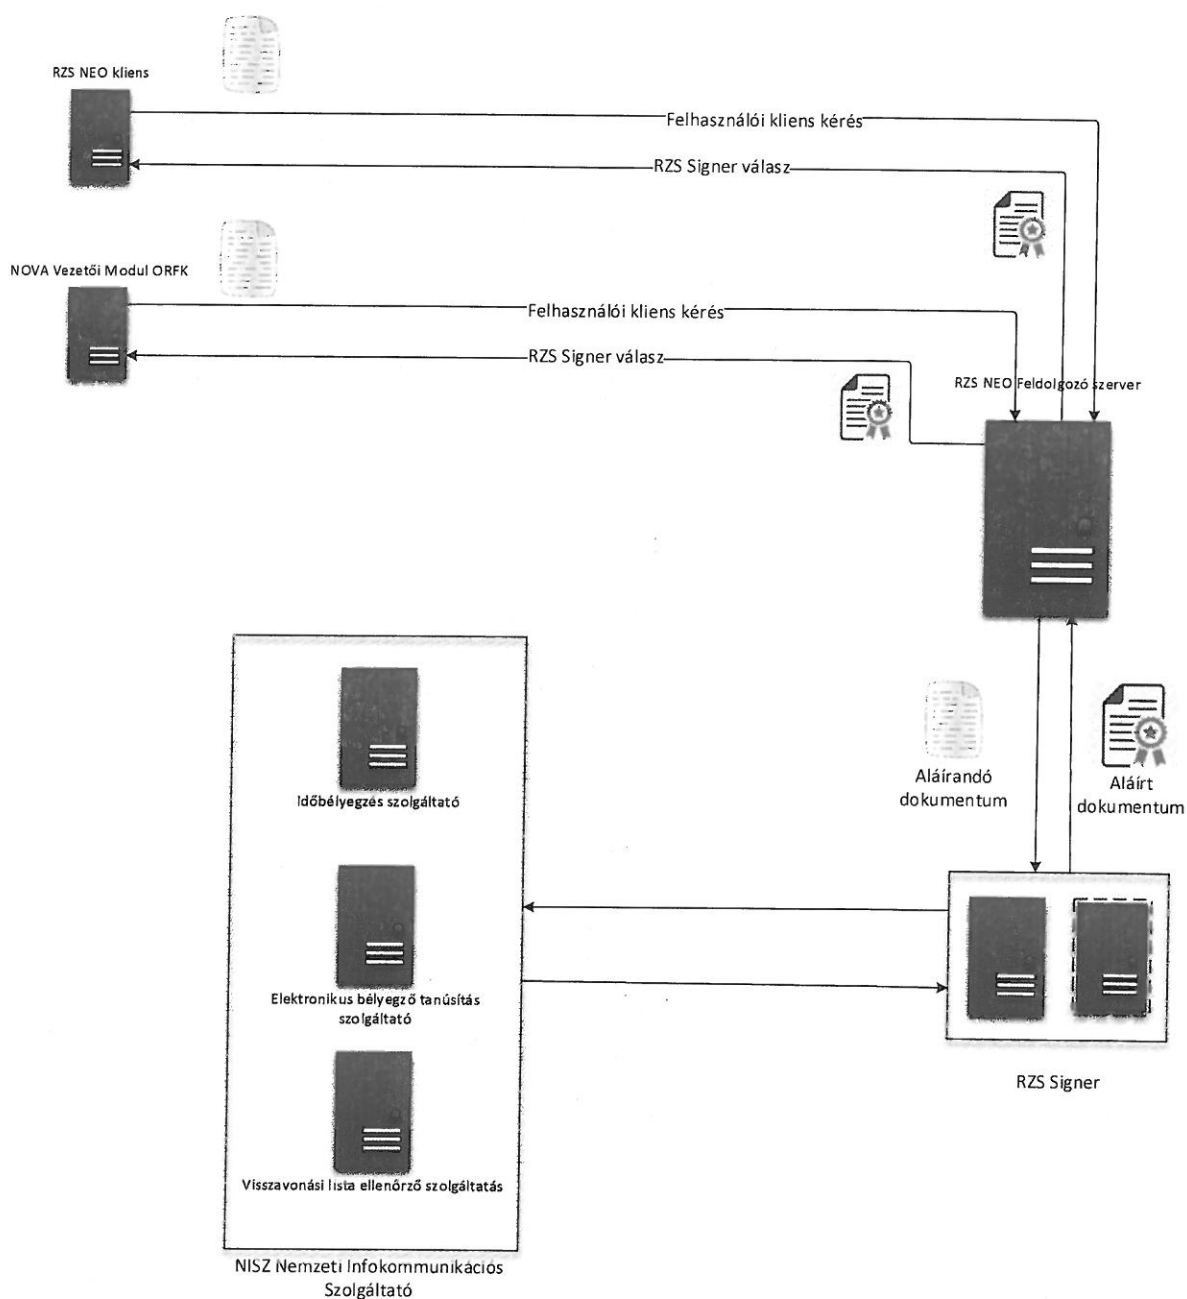 RZS NEO kliens
Felhasználói kliens kérés
RZS Signer válasz
NOVA Vezetői Modul ORFK
Felhasználói kliens kérés
RZS Signer válasz
RZS NEO Feldolgozó szerver
Időbélyegzés szolgáltató
Aláírandó
dokumentum
Aláírt
dokumentum
Elektronikus bélyegző tanúsítás
szolgáltató
RZS Signer
Visszavonási lista ellenőrző szolgáltatás
NISZ Nemzeti Infokommunikációs
Szolgáltató